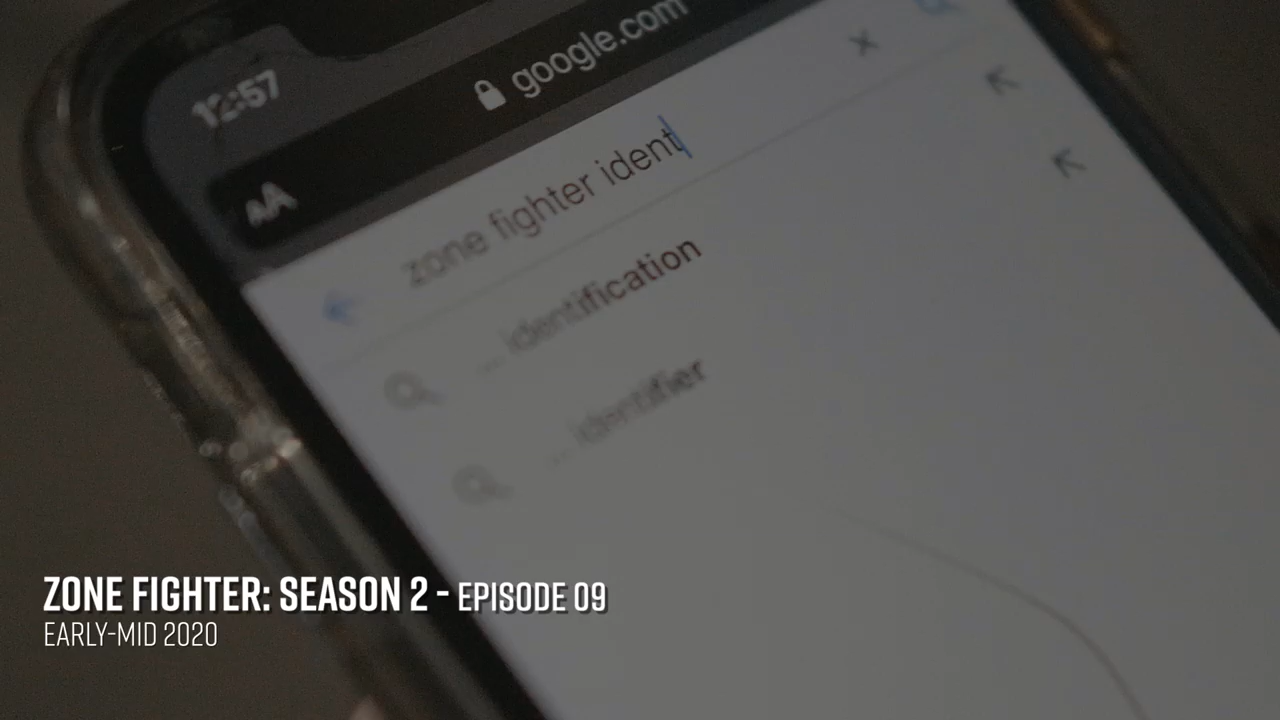 12:57
google.com
AA
zone fighter ident
... identification
... identifier
ZONE FIGHTER: SEASON 2 - EPISODE 09
EARLY-MID 2020